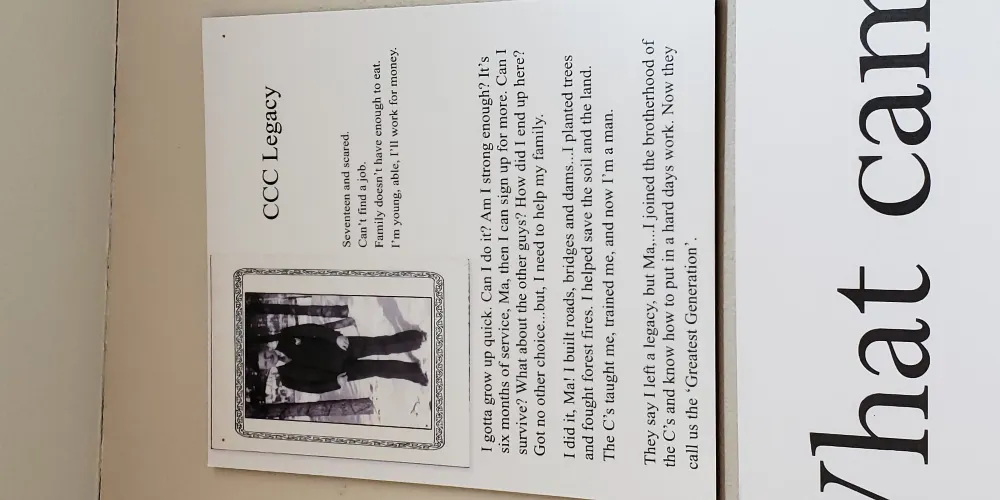 CCC Legacy
Seventeen and scared.
Can't find a job.
Family doesn't have enough to eat.
I'm young, able, I'll work for money.
I gotta grow up quick. Can I do it? Am I strong enough? It's
six months of service, Ma, then I can sign up for more. Can I
survive? What about the other guys? How did I end up here?
Got no other choice...but, I need to help my family.
I did it, Ma! I built roads, bridges and dams...I planted trees
and fought forest fires. I helped save the soil and the land.
The C's taught me, trained me, and now I'm a man.
They say I left a legacy, but Ma,...I joined the brotherhood of
the C's and know how to put in a hard days work. Now they
call us the 'Greatest Generation'.
What cam